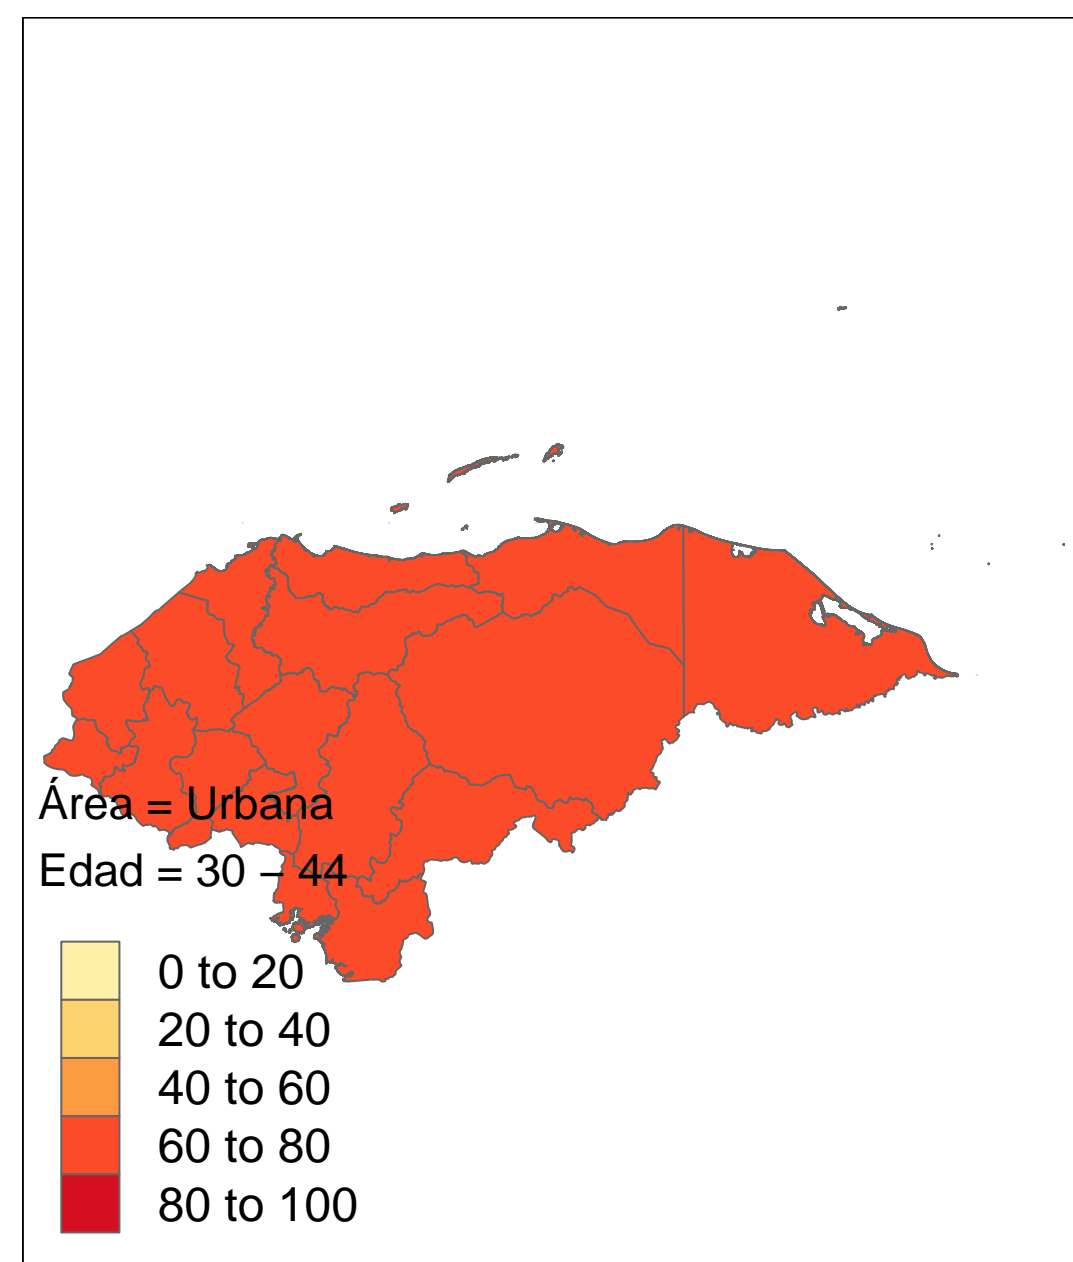 Área = Urbana
Edad = 30 – 44
0 to 20
20 to 40
40 to 60
60 to 80
80 to 100